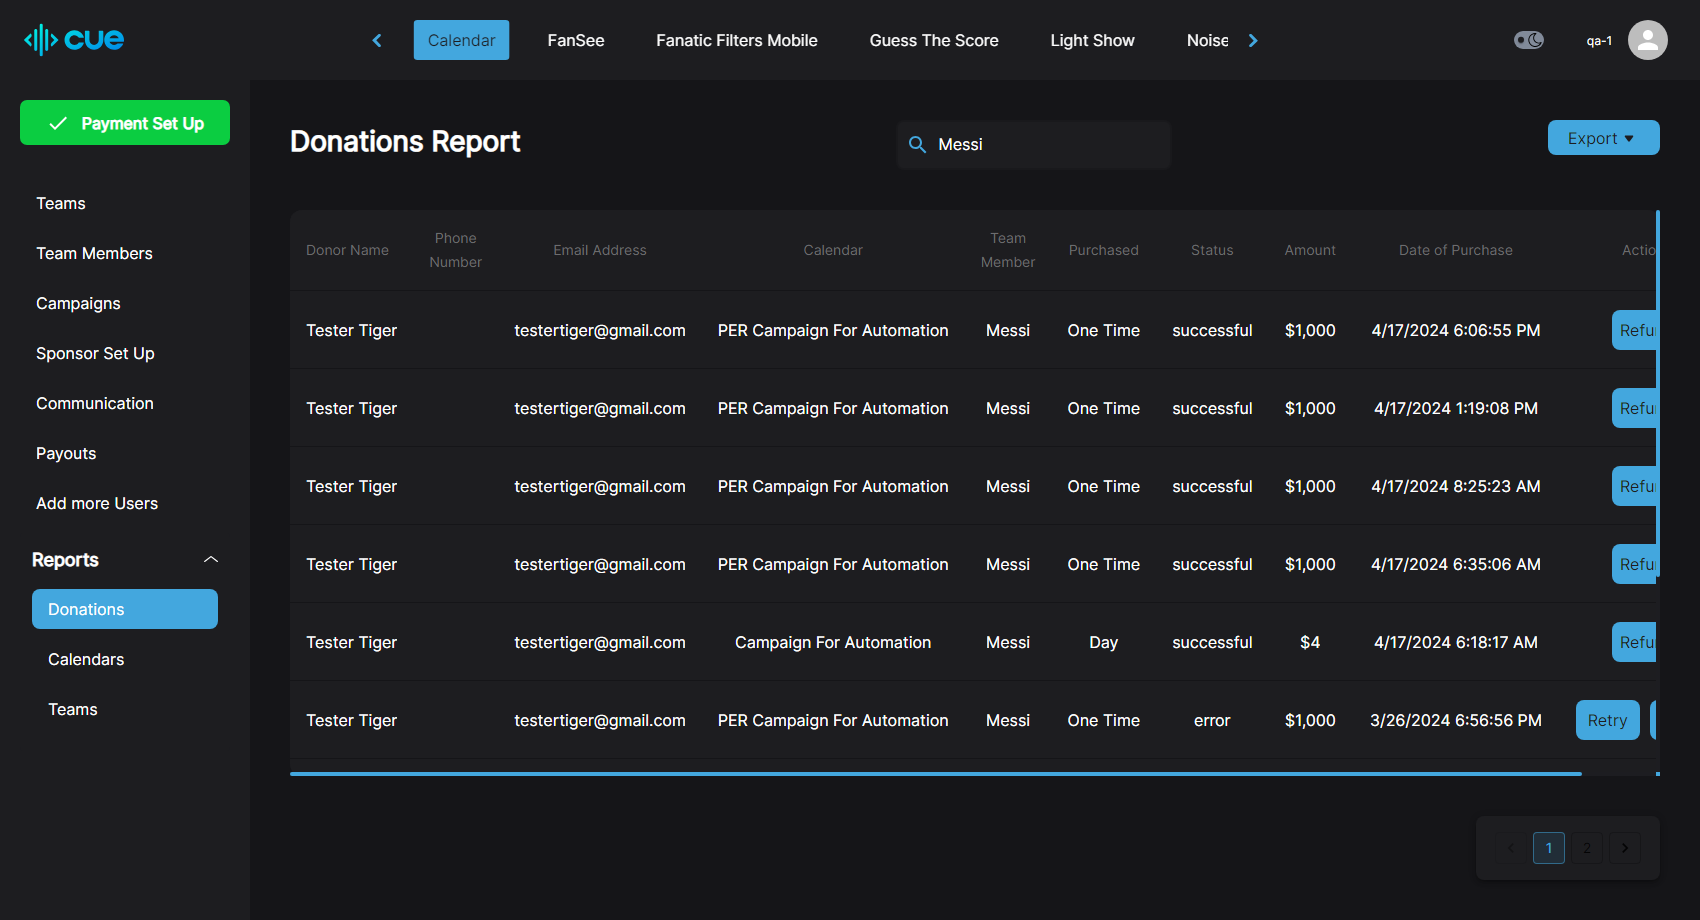 cue
Calendar
FanSee
Fanatic Filters Mobile
Guess The Score
Light Show
Noise
qa-1
Payment Set Up
Teams
Team Members
Campaigns
Sponsor Set Up
Communication
Payouts
Add more Users
Reports
Donations
Calendars
Teams
Donations Report
Messi
Export
Donor Name Phone Number Email Address Calendar Team Member Purchased Status Amount Date of Purchase Actio
Tester Tiger testertiger@gmail.com PER Campaign For Automation Messi One Time successful $1,000 4/17/2024 6:06:55 PM Refu
Tester Tiger testertiger@gmail.com PER Campaign For Automation Messi One Time successful $1,000 4/17/2024 1:19:08 PM Refu
Tester Tiger testertiger@gmail.com PER Campaign For Automation Messi One Time successful $1,000 4/17/2024 8:25:23 AM Refu
Tester Tiger testertiger@gmail.com PER Campaign For Automation Messi One Time successful $1,000 4/17/2024 6:35:06 AM Refu
Tester Tiger testertiger@gmail.com Campaign For Automation Messi Day successful $4 4/17/2024 6:18:17 AM Refu
Tester Tiger testertiger@gmail.com PER Campaign For Automation Messi One Time error $1,000 3/26/2024 6:56:56 PM Retry
1 2